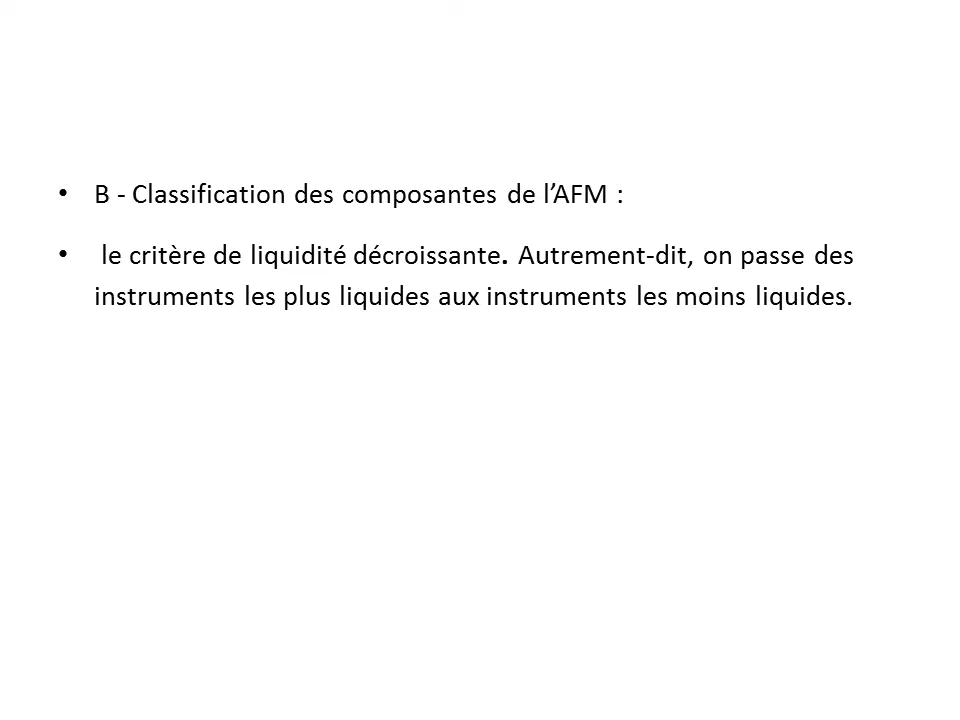 • B - Classification des composantes de l’AFM :
• le critère de liquidité décroissante. Autrement-dit, on passe des
instruments les plus liquides aux instruments les moins liquides.